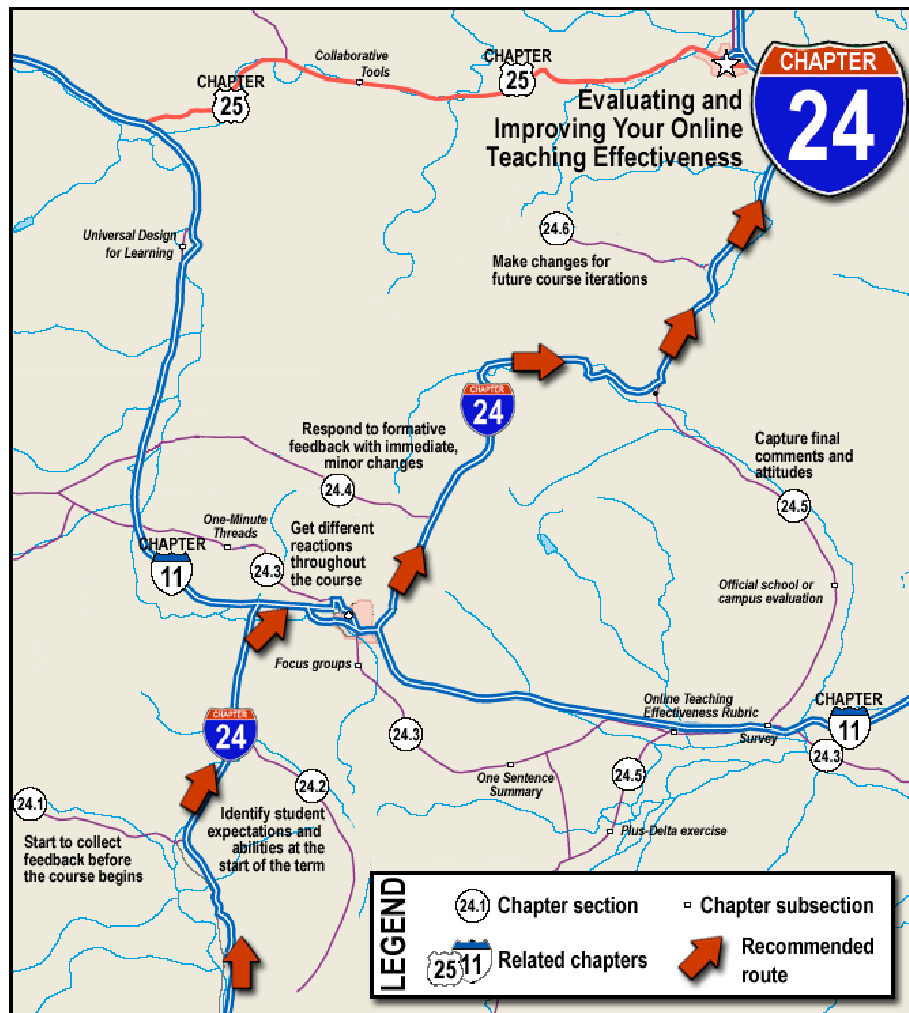 Collaborative
Tools
CHAPTER
25
CHAPTER
25
CHAPTER
24
Evaluating and
Improving Your Online
Teaching Effectiveness
Universal Design
for Learning
24.6
Make changes for
future course iterations
CHAPTER
24
Respond to formative
feedback with immediate,
minor changes
24.4
Capture final
comments and
attitudes
24.5
One-Minute
Threads
Get different
reactions
throughout
the course
CHAPTER
11
24.3
Official school or
campus evaluation
Focus groups
Online Teaching
Effectiveness Rubric
CHAPTER
11
CHAPTER
24
24.3
Survey
24.3
One Sentence
Summary
24.5
24.2
24.1
Identify student
expectations and
abilities at the
start of the term
Plus-Delta exercise
Start to collect
feedback before
the course begins
LEGEND
24.1 Chapter section
Chapter subsection
25 11 Related chapters
Recommended
route